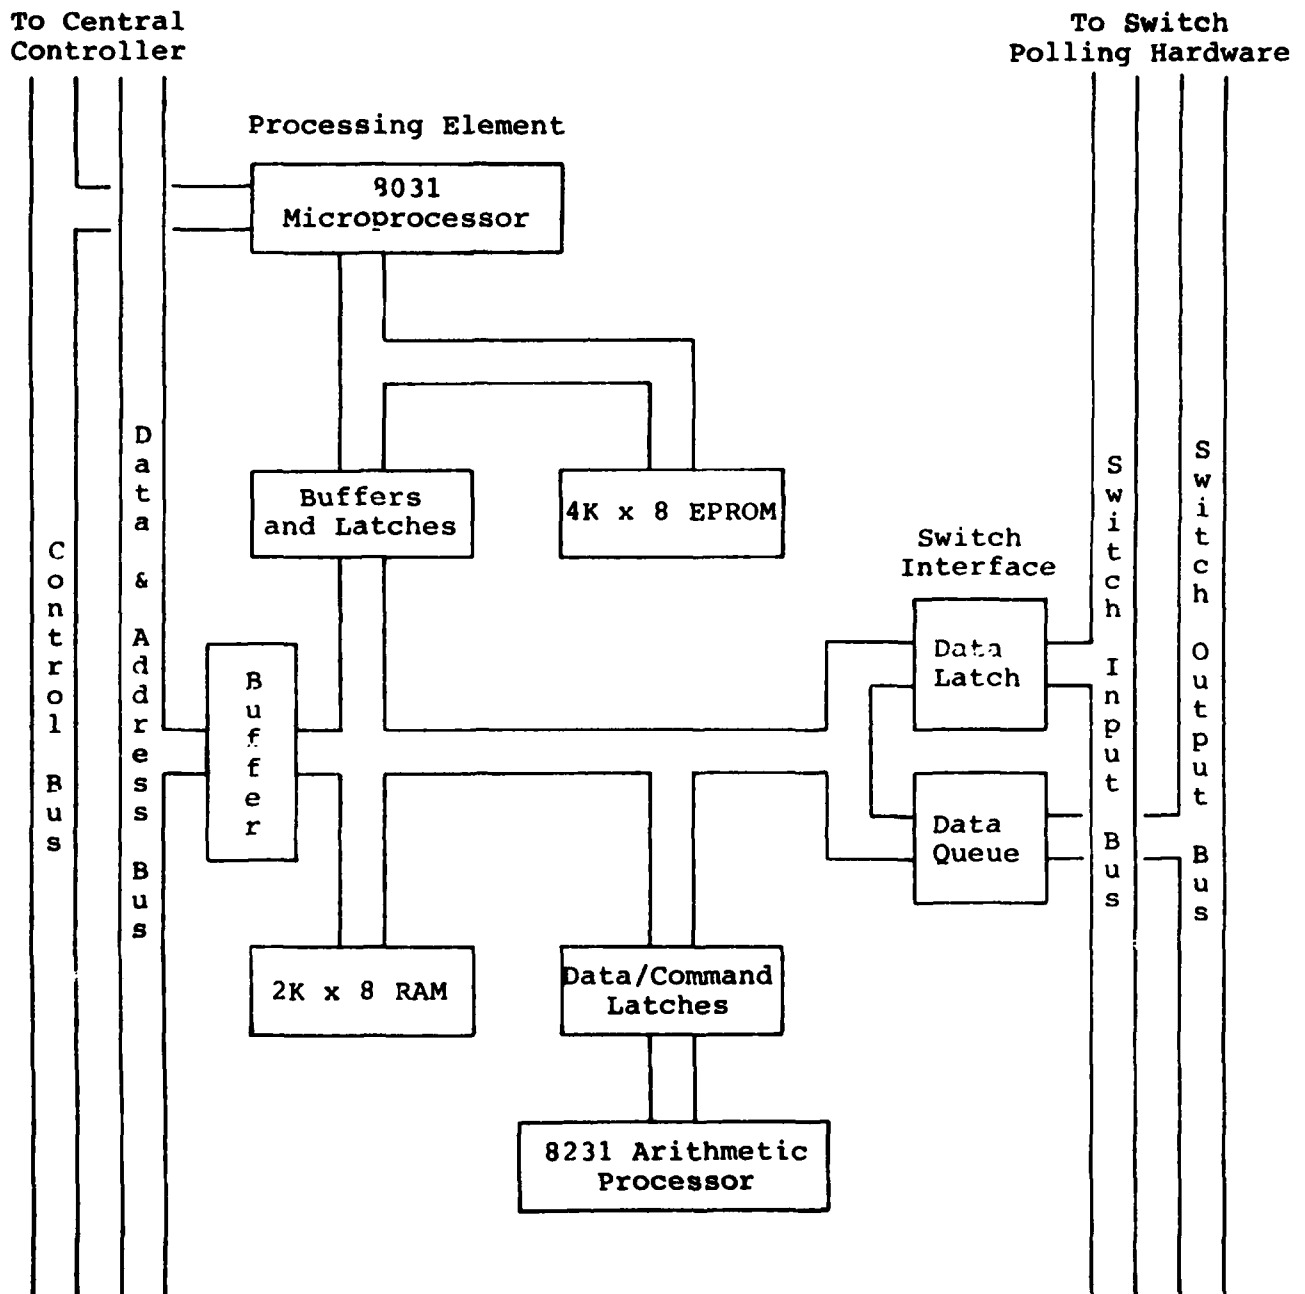 To Central
Controller
To Switch
Polling Hardware
Processing Element
8031
Microprocessor
Buffers
and Latches
4K x 8 EPROM
Control Bus
Data & Address Bus
Buffer
Switch
Interface
Data
Latch
Data
Queue
Switch Input Bus
Switch Output Bus
2K x 8 RAM
Data/Command
Latches
8231 Arithmetic
Processor